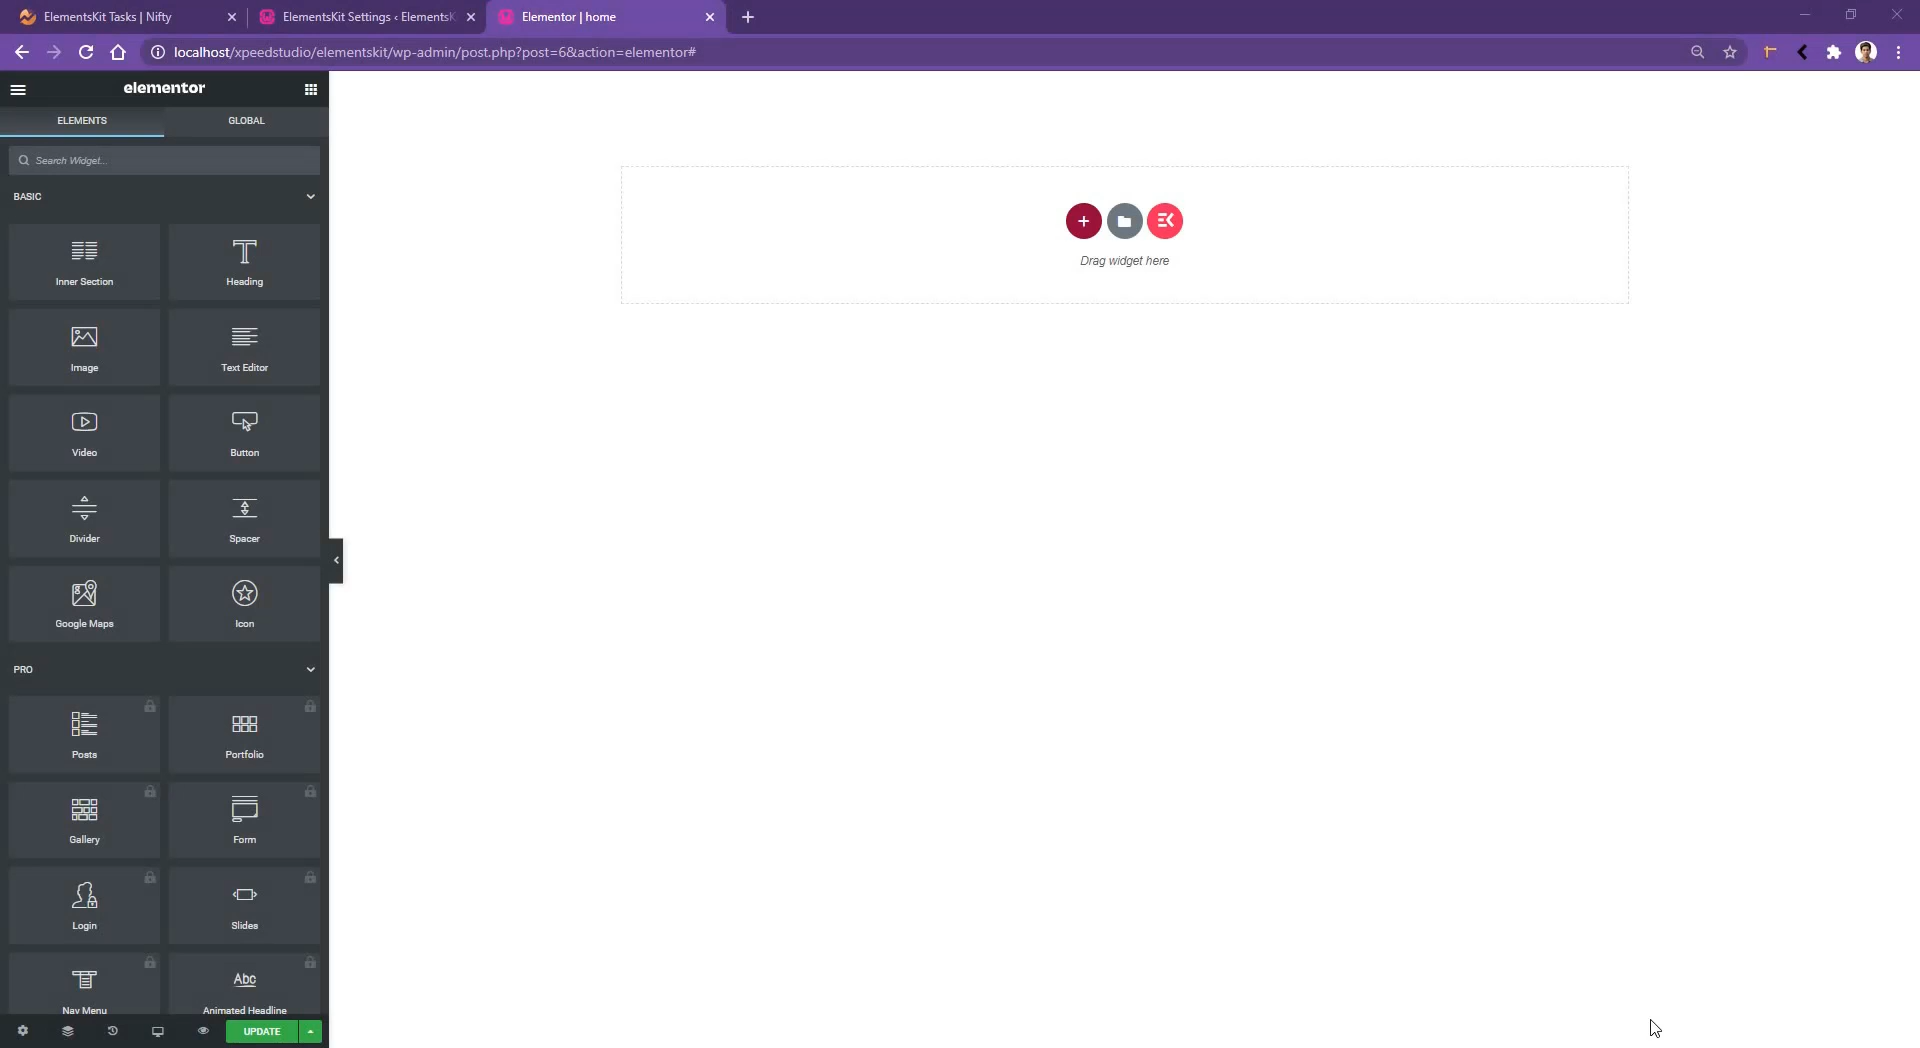 ElementsKit Tasks | Nifty
ElementsKit Settings ‹ ElementsK
Elementor | home
localhost/xpeedstudio/elementskit/wp-admin/post.php?post=6&action=elementor#
elementor
ELEMENTS
GLOBAL
Search Widget...
BASIC
Inner Section
Heading
Image
Text Editor
Video
Button
Divider
Spacer
Google Maps
Icon
PRO
Posts
Portfolio
Gallery
Form
Login
Slides
Abc
Nav Menu
Animated Headline
UPDATE
Drag widget here